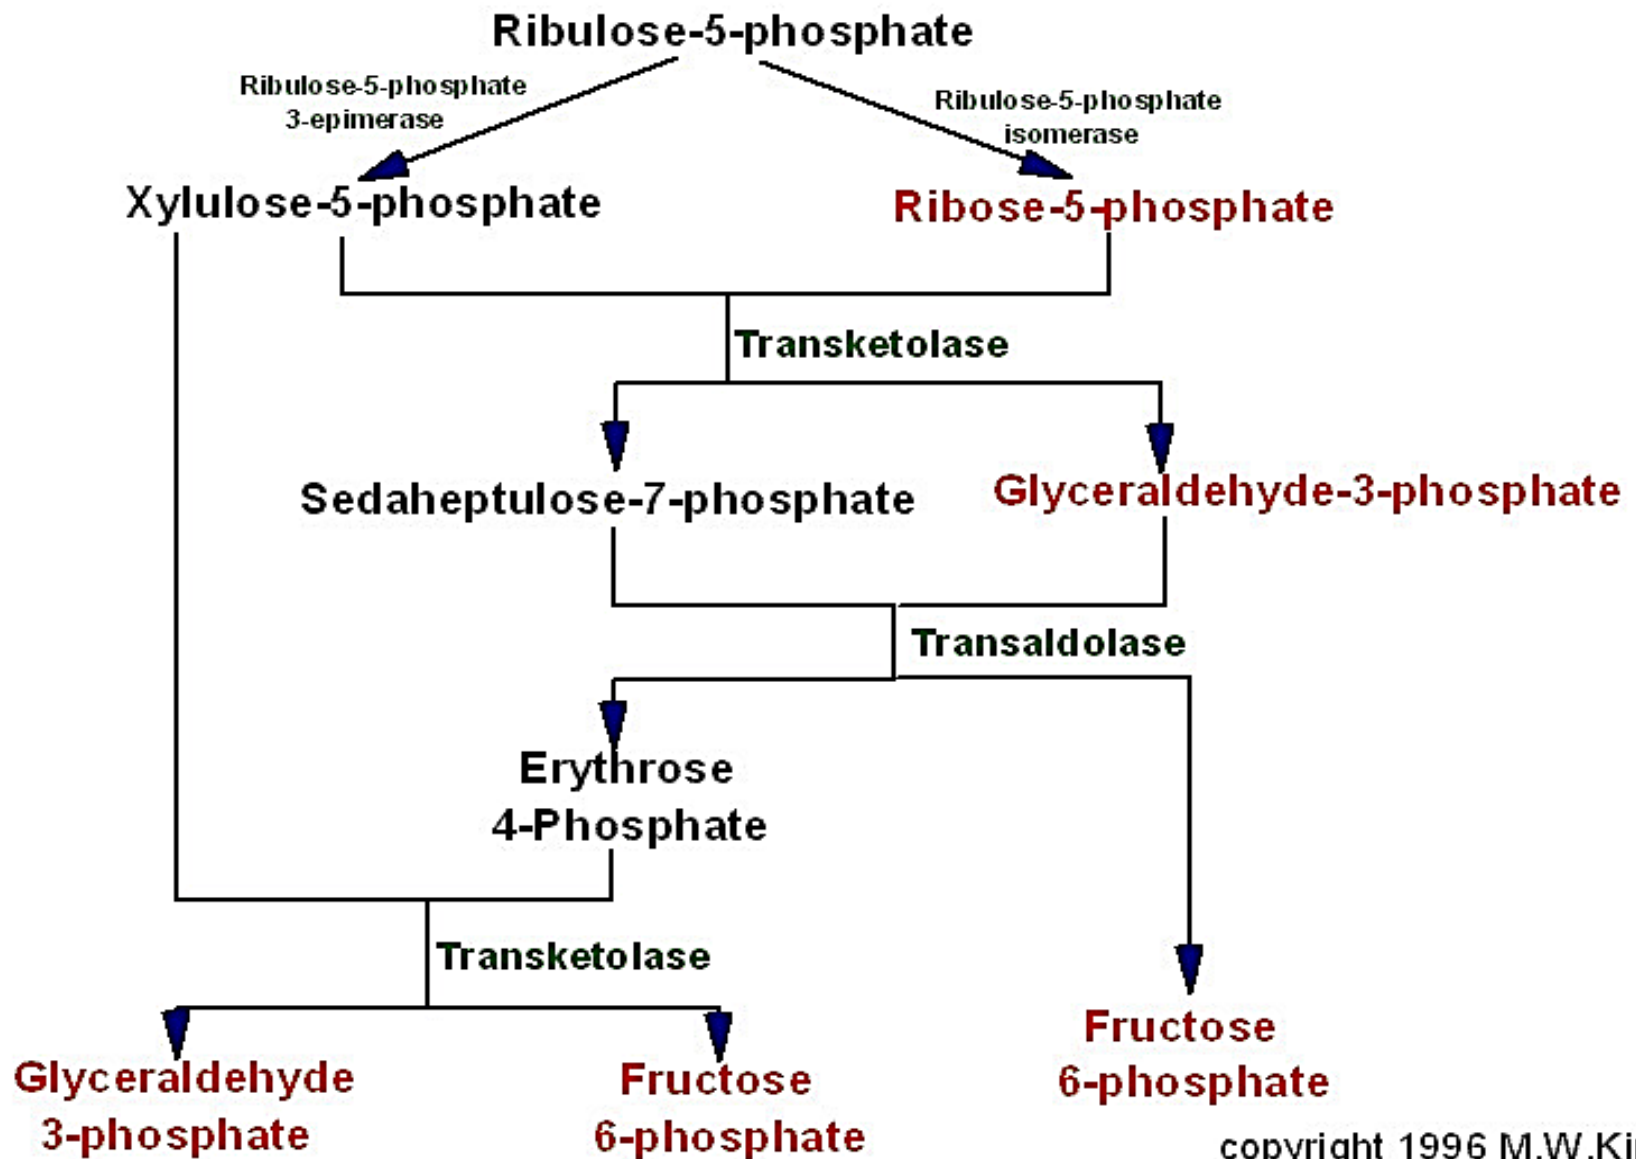 Ribulose-5-phosphate
Ribulose-5-phosphate
3-epimerase
Ribulose-5-phosphate
isomerase
Xylulose-5-phosphate
Ribose-5-phosphate
Transketolase
Sedaheptulose-7-phosphate
Glyceraldehyde-3-phosphate
Transaldolase
Erythrose
4-Phosphate
Transketolase
Fructose
6-phosphate
Glyceraldehyde
3-phosphate
Fructose
6-phosphate
copyright 1996 M.W.